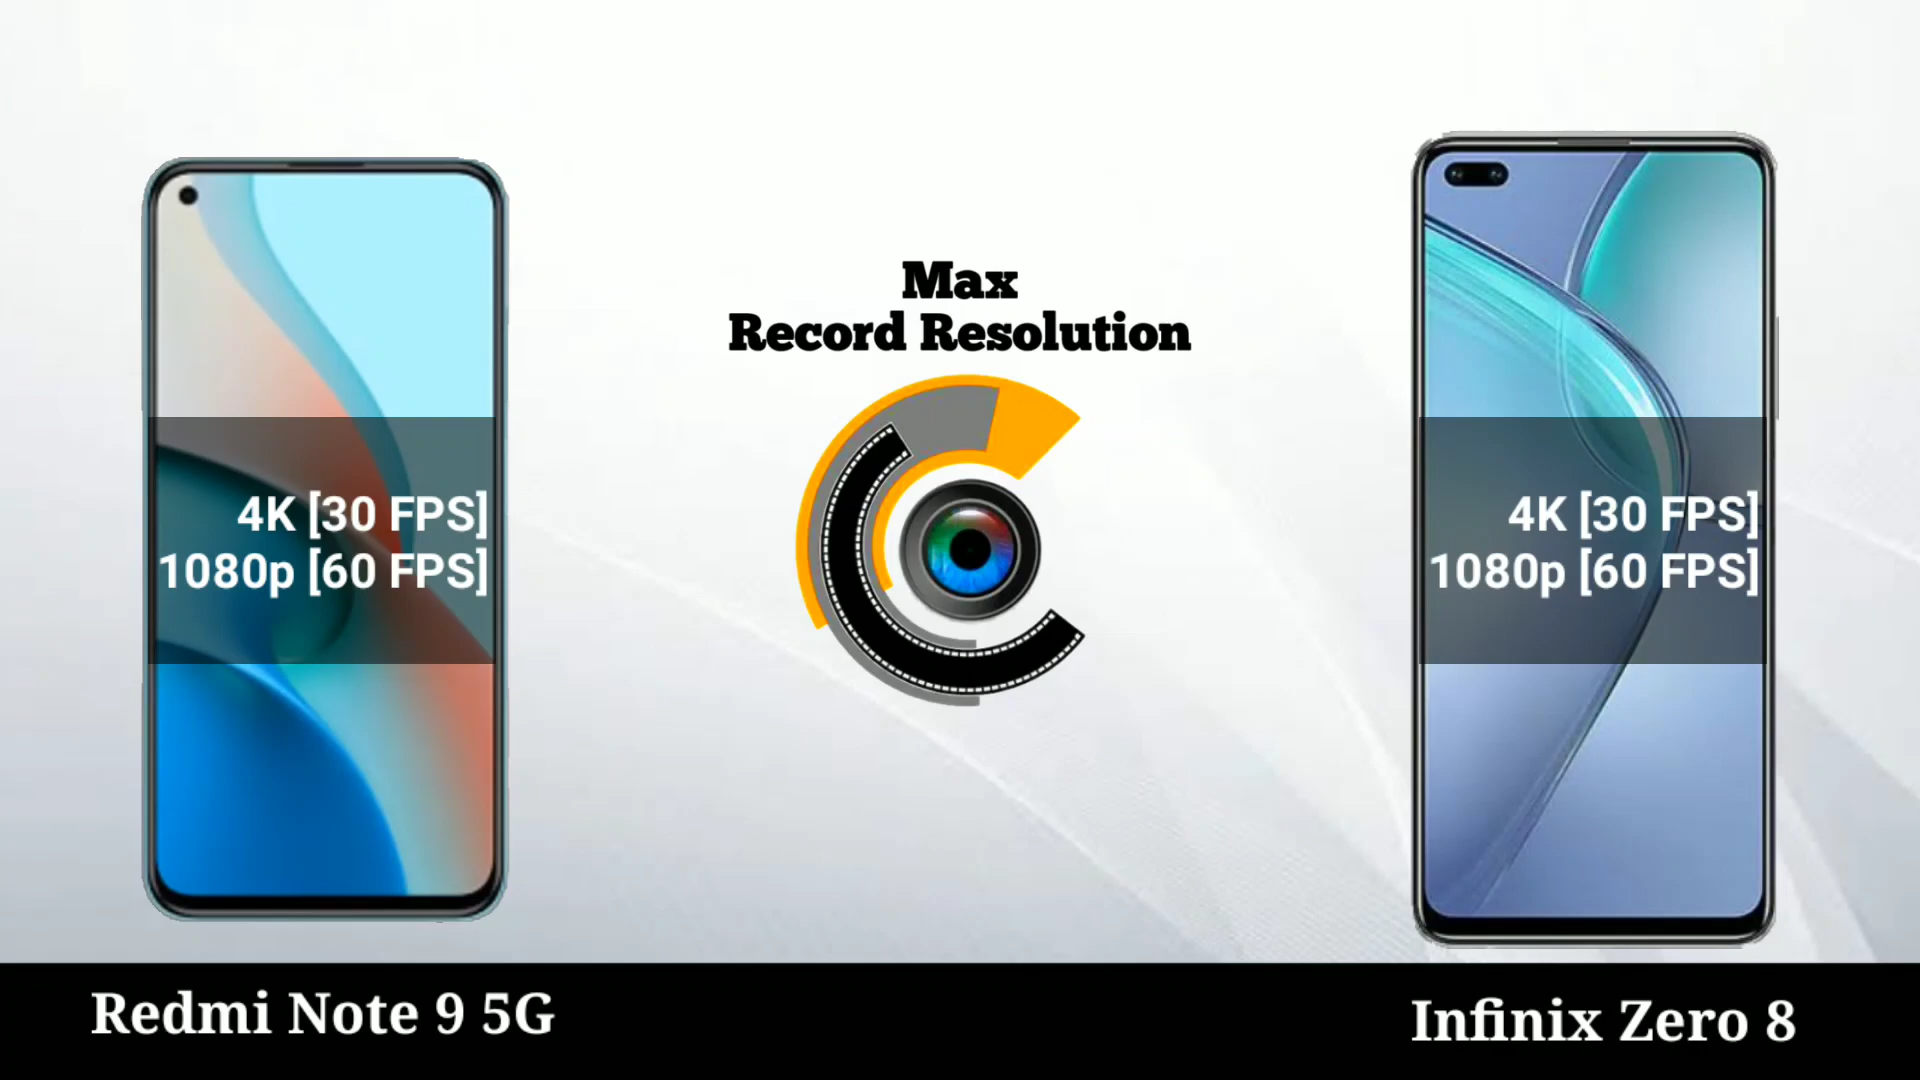 Max
Record Resolution
4K [30 FPS]
1080p [60 FPS]
4K [30 FPS]
1080p [60 FPS]
Redmi Note 9 5G
Infinix Zero 8